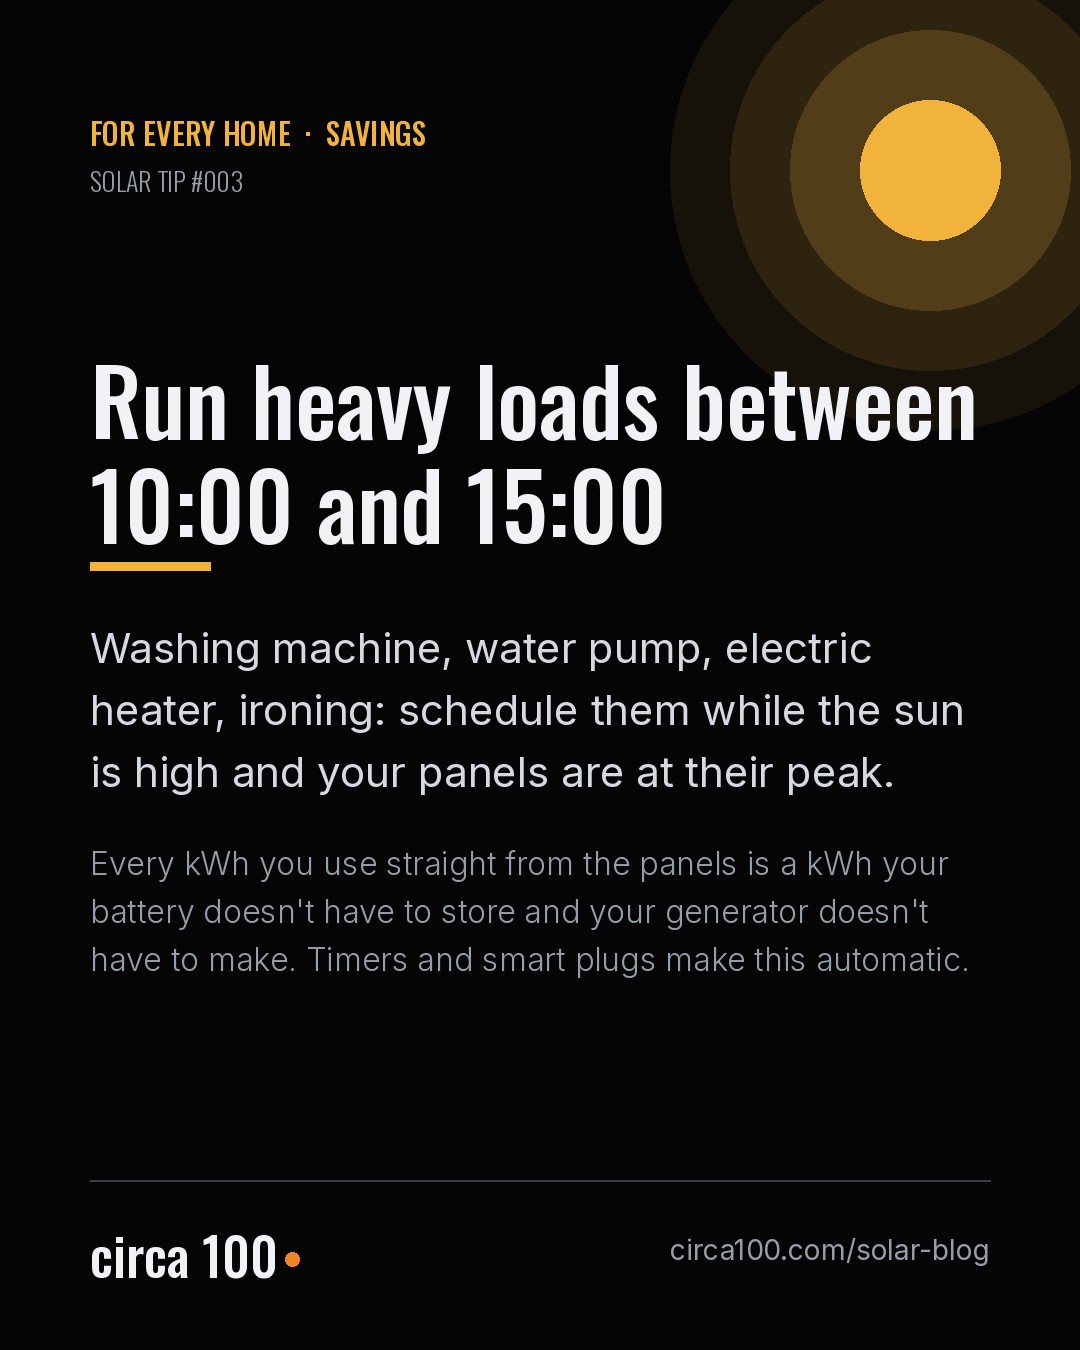 FOR EVERY HOME · SAVINGS
SOLAR TIP #003
Run heavy loads between
10:00 and 15:00
Washing machine, water pump, electric
heater, ironing: schedule them while the sun
is high and your panels are at their peak.
Every kWh you use straight from the panels is a kWh your
battery doesn't have to store and your generator doesn't
have to make. Timers and smart plugs make this automatic.
circa 100
circa100.com/solar-blog